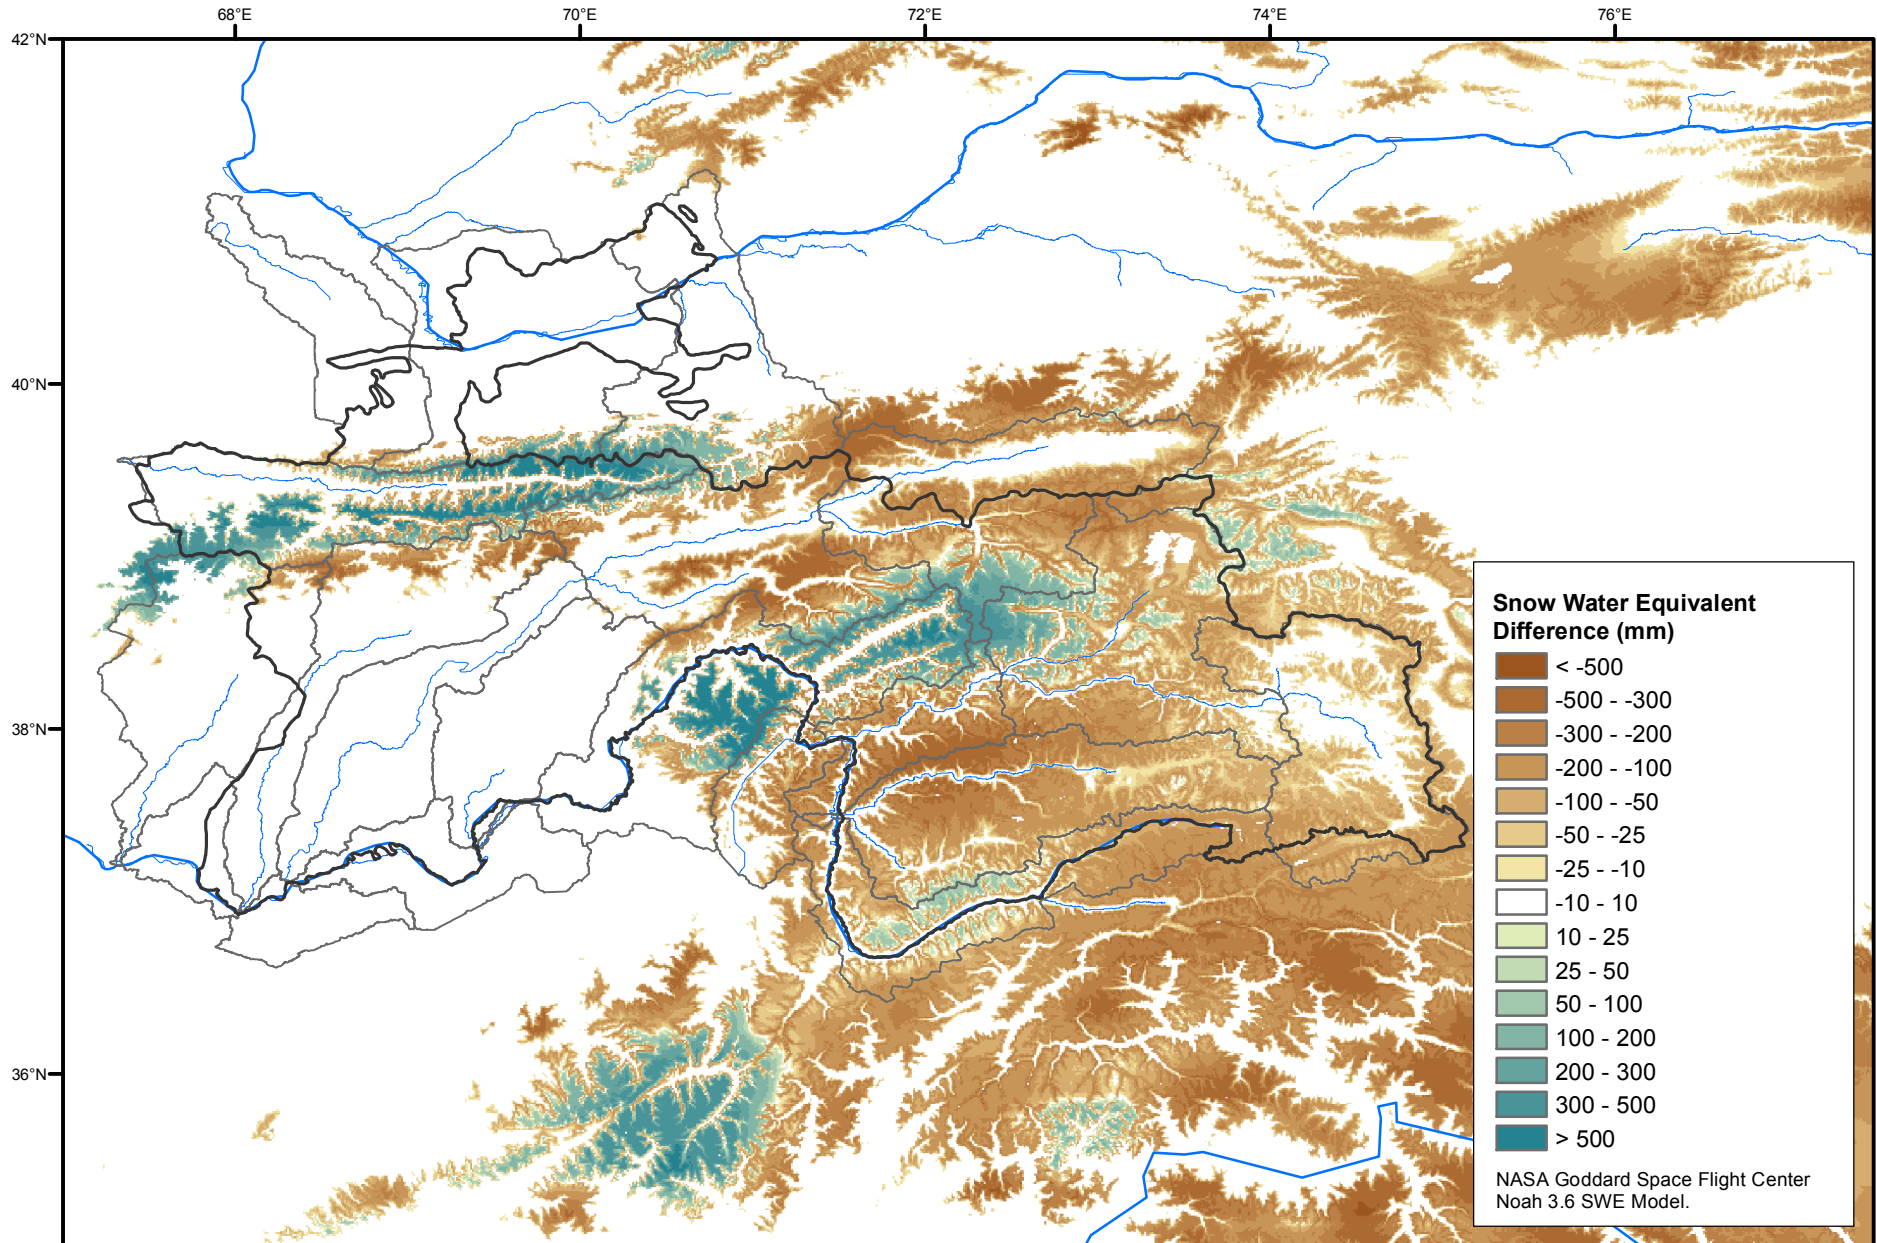 68°E
70°E
72°E
74°E
76°E
42°N
40°N
38°N
36°N
Snow Water Equivalent
Difference (mm)
< -500
-500 - -300
-300 - -200
-200 - -100
-100 - -50
-50 - -25
-25 - -10
-10 - 10
10 - 25
25 - 50
50 - 100
100 - 200
200 - 300
300 - 500
> 500
NASA Goddard Space Flight Center
Noah 3.6 SWE Model.